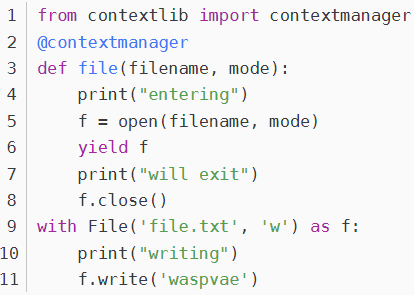 1 from contextlib import contextmanager
2 @contextmanager
3 def file(filename, mode):
4     print("entering")
5     f = open(filename, mode)
6     yield f
7     print("will exit")
8     f.close()
9 with File('file.txt', 'w') as f:
10     print("writing")
11     f.write('waspvae')